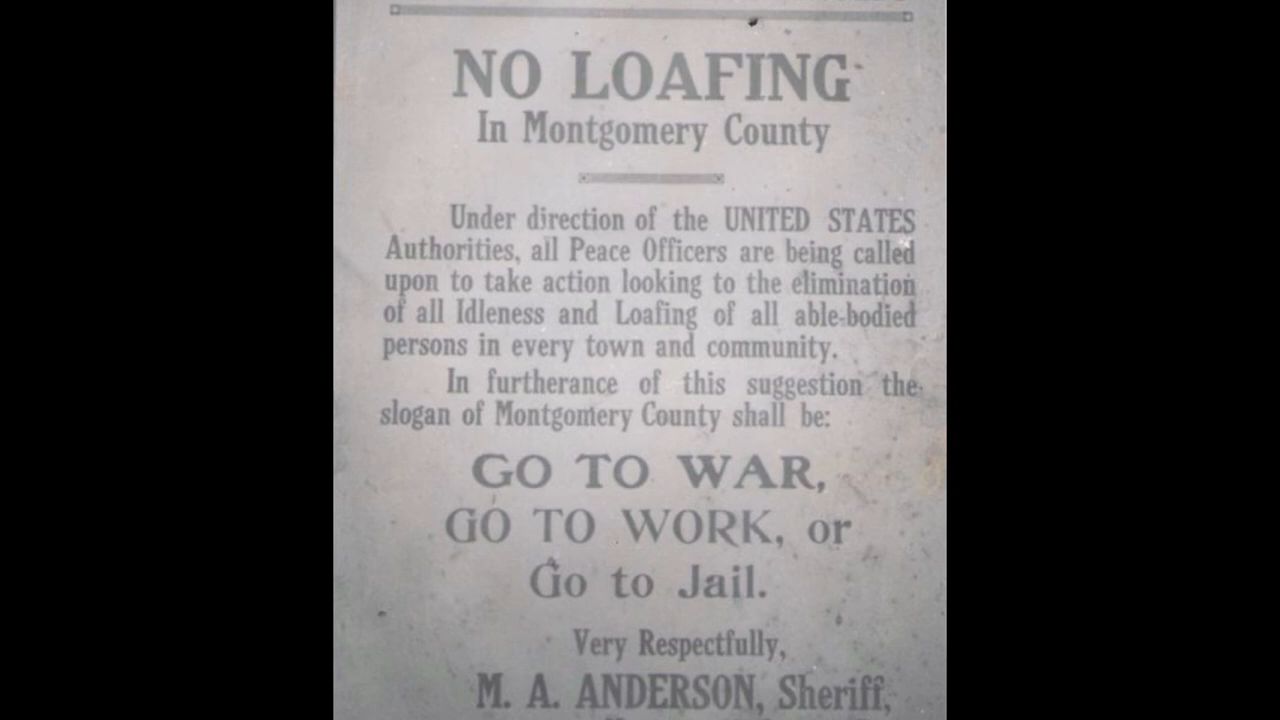 NO LOAFING
In Montgomery County
Under direction of the UNITED STATES
Authorities, all Peace Officers are being called
upon to take action looking to the elimination
of all Idleness and Loafing of all able-bodied
persons in every town and community.
In furtherance of this suggestion the
slogan of Montgomery County shall be:
GO TO WAR,
GO TO WORK, or
Go to Jail.
Very Respectfully,
M. A. ANDERSON, Sheriff,